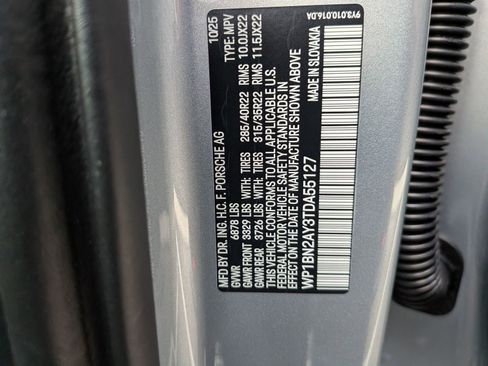 MFD. BY DR. ING. H.C. F. PORSCHE AG 10/25
GVWR 6878 LBS TYPE: MPV
GAWR FRONT 3329 LBS WITH: TIRES 285/40R22 RIMS 10.0JX22
GAWR REAR 3726 LBS WITH: TIRES 315/35R22 RIMS 11.5JX22
THIS VEHICLE CONFORMS TO ALL APPLICABLE U.S.
FEDERAL MOTOR VEHICLE SAFETY STANDARDS IN
EFFECT ON THE DATE OF MANUFACTURE SHOWN ABOVE
WP1BN2AY3TDA55127 MADE IN SLOVAKIA
9Y3.010.016.DA